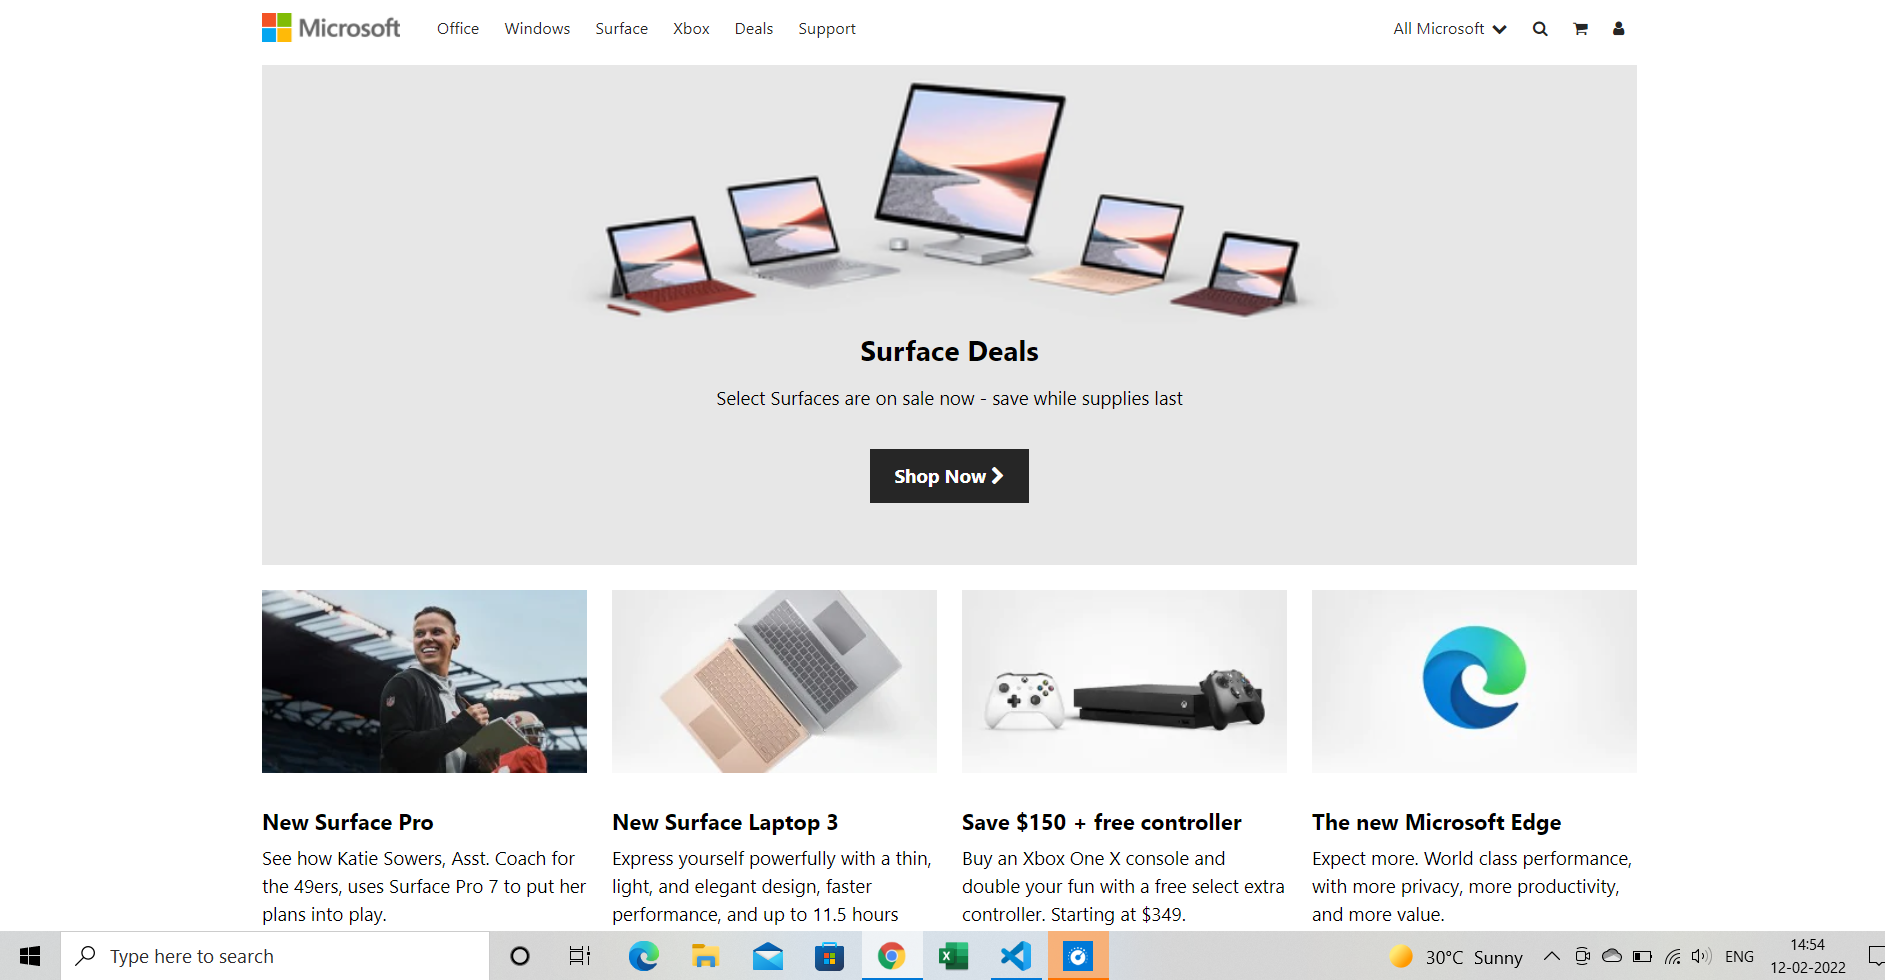 Microsoft Office Windows Surface Xbox Deals Support All Microsoft
Surface Deals
Select Surfaces are on sale now - save while supplies last
Shop Now
New Surface Pro
See how Katie Sowers, Asst. Coach for
the 49ers, uses Surface Pro 7 to put her
plans into play.
New Surface Laptop 3
Express yourself powerfully with a thin,
light, and elegant design, faster
performance, and up to 11.5 hours
Save $150 + free controller
Buy an Xbox One X console and
double your fun with a free select extra
controller. Starting at $349.
The new Microsoft Edge
Expect more. World class performance,
with more privacy, more productivity,
and more value.
Type here to search
30°C Sunny
ENG
14:54
12-02-2022